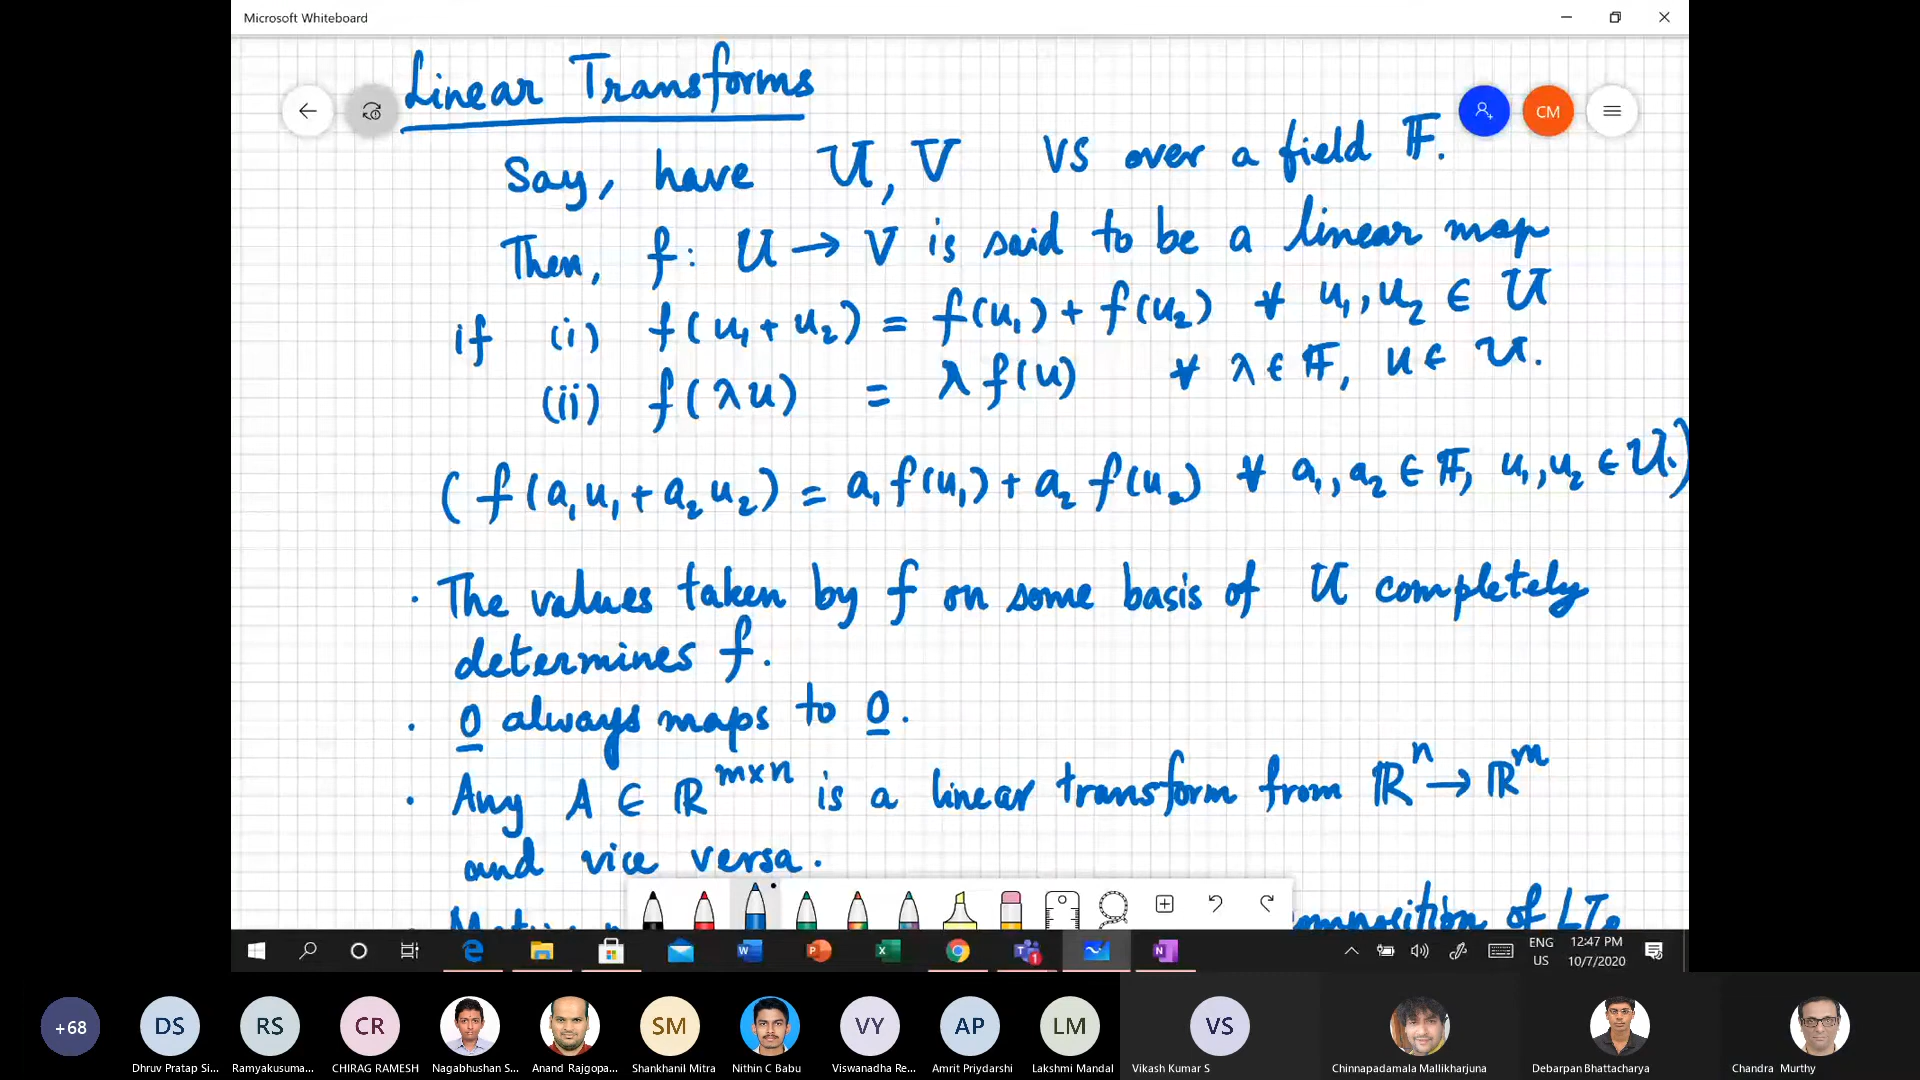 Microsoft Whiteboard
Linear Transforms
CM
Say, have U, V VS over a field 𝔽.
Then, f: U → V is said to be a linear map
if (i) f(u₁ + u₂) = f(u₁) + f(u₂) ∀ u₁, u₂ ∈ U
(ii) f(λu) = λ f(u) ∀ λ ∈ 𝔽, u ∈ U.
(f(a₁u₁ + a₂u₂) = a₁f(u₁) + a₂ f(u₂) ∀ a₁, a₂ ∈ 𝔽, u₁, u₂ ∈ U.)
· The values taken by f on some basis of U completely
determines f.
· 0 always maps to 0.
· Any A ∈ ℝ^{m×n} is a linear transform from ℝ^n → ℝ^m
and vice versa.
of LTs
ENG
US
12:47 PM
10/7/2020
+68
DS
RS
CR
SM
VY
AP
LM
VS
Dhruv Pratap Si...
Ramyakusuma...
CHIRAG RAMESH
Nagabhushan S...
Anand Rajgopa...
Shankhanil Mitra
Nithin C Babu
Viswanadha Re...
Amrit Priydarshi
Lakshmi Mandal
Vikash Kumar S
Chinnapadamala Mallikharjuna
Debarpan Bhattacharya
Chandra Murthy